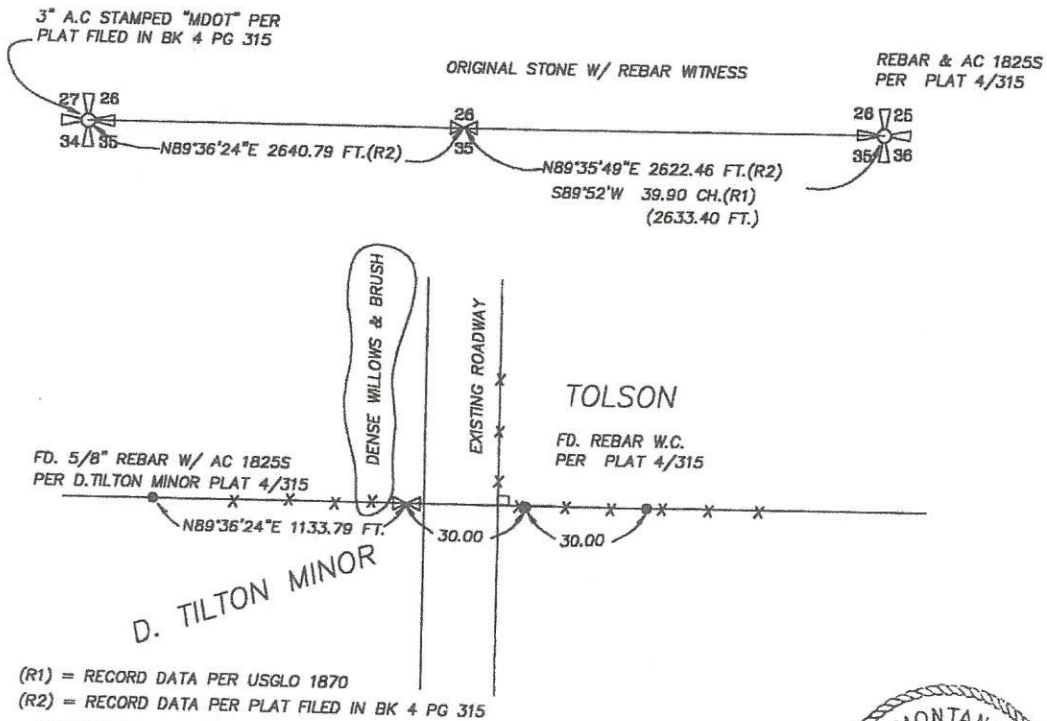 3" A.C STAMPED "MDOT" PER
PLAT FILED IN BK 4 PG 315
ORIGINAL STONE W/ REBAR WITNESS
REBAR & AC 1825S
PER PLAT 4/315
27 26
34 35
26
35
26 25
35 36
N89°36'24"E 2640.79 FT.(R2)
N89°35'49"E 2622.46 FT.(R2)
S89°52'W 39.90 CH.(R1)
(2633.40 FT.)
DENSE WILLOWS & BRUSH
EXISTING ROADWAY
TOLSON
FD. REBAR W.C.
PER PLAT 4/315
FD. 5/8" REBAR W/ AC 1825S
PER D.TILTON MINOR PLAT 4/315
N89°36'24"E 1133.79 FT.
30.00
30.00
D. TILTON MINOR
(R1) = RECORD DATA PER USGLO 1870
(R2) = RECORD DATA PER PLAT FILED IN BK 4 PG 315
MONTANA